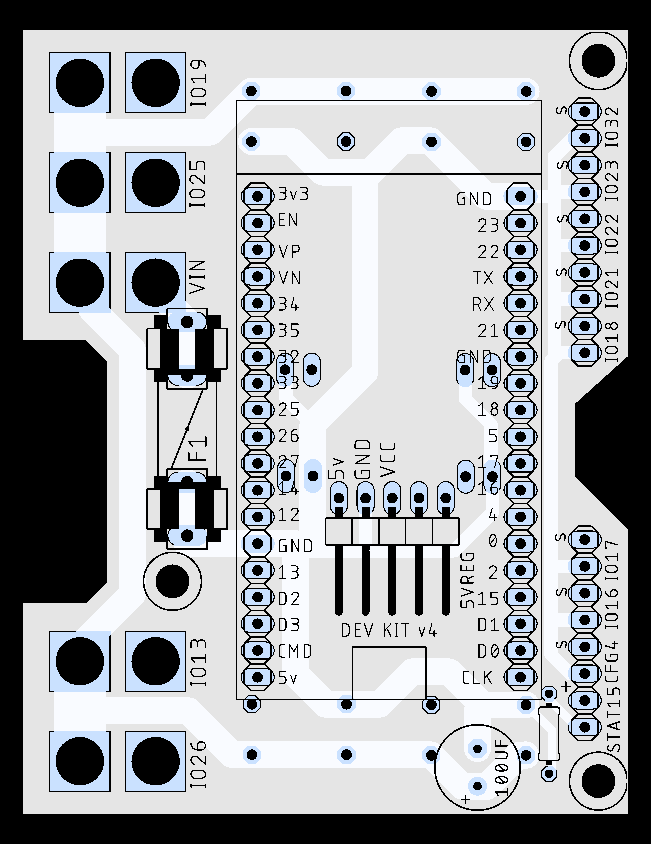 IO19
IO25
VIN
F1
IO13
IO26
3v3
EN
VP
VN
34
35
32
33
25
26
27
14
12
GND
13
D2
D3
CMD
5v
GND
23
22
TX
RX
21
GND
19
18
5
17
16
4
0
2
15
D1
D0
CLK
5v
GND
VCC
5VREG
DEV KIT v4
100UF
+
+
S
IO32
S
IO23
S
IO22
S
IO21
S
IO18
S
IO17
S
IO16
S
CFG4
STAT15